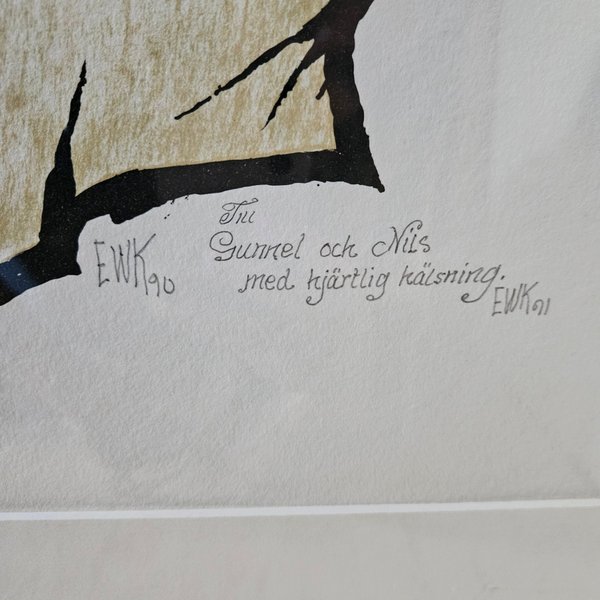 EWK 90
Till
Gunnel och Nils
med hjärtlig hälsning.
EWK 91